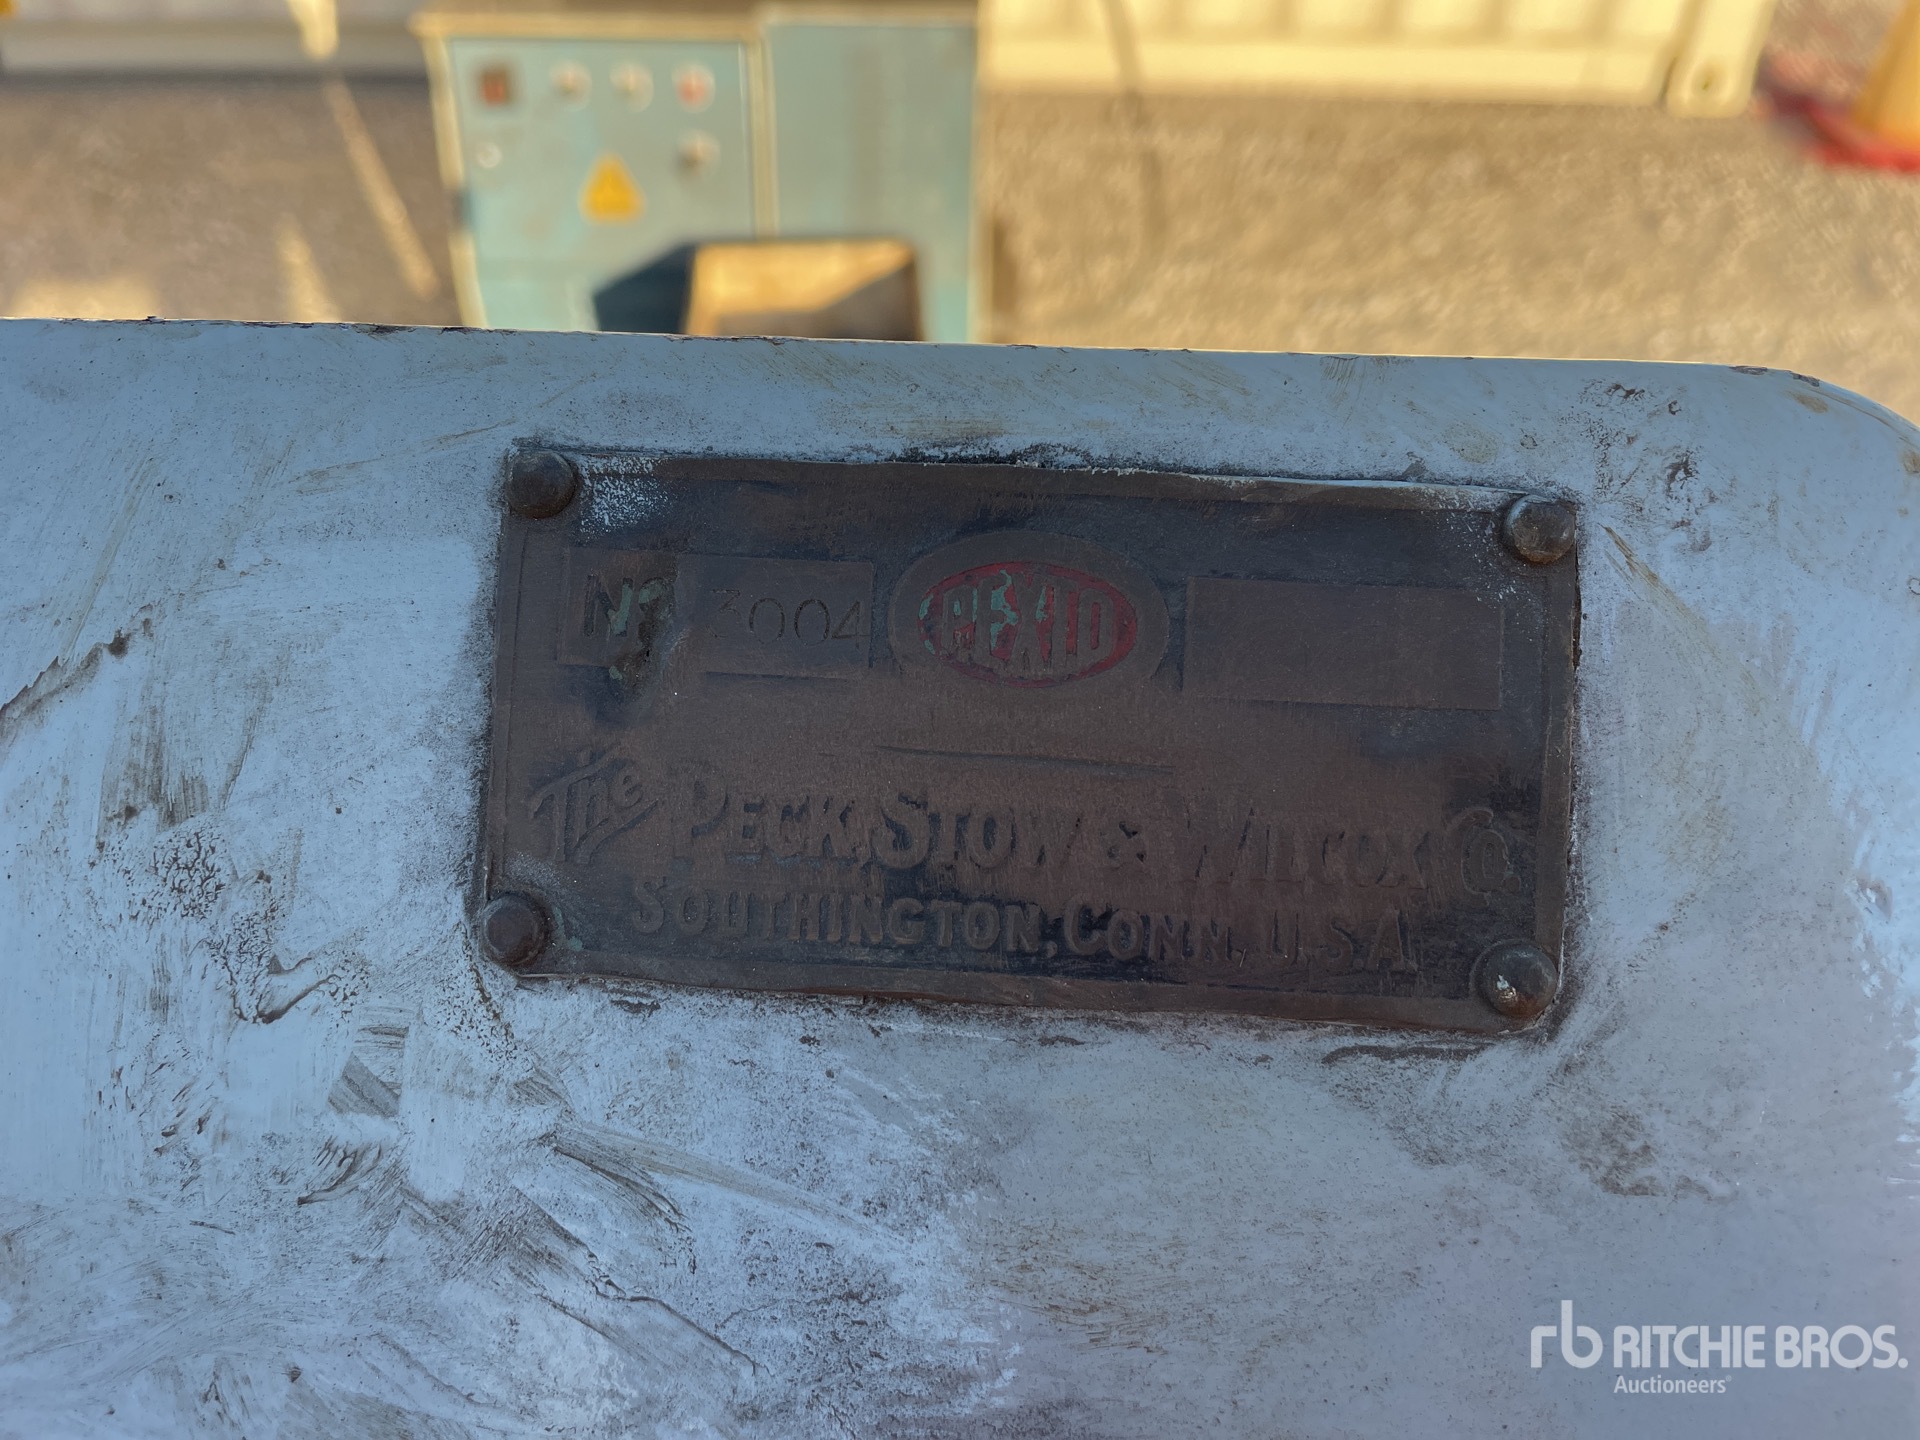 No 3004 PEXTO
The PECK, STOW & WILCOX Co.
SOUTHINGTON, CONN., U.S.A.
rb RITCHIE BROS.
Auctioneers